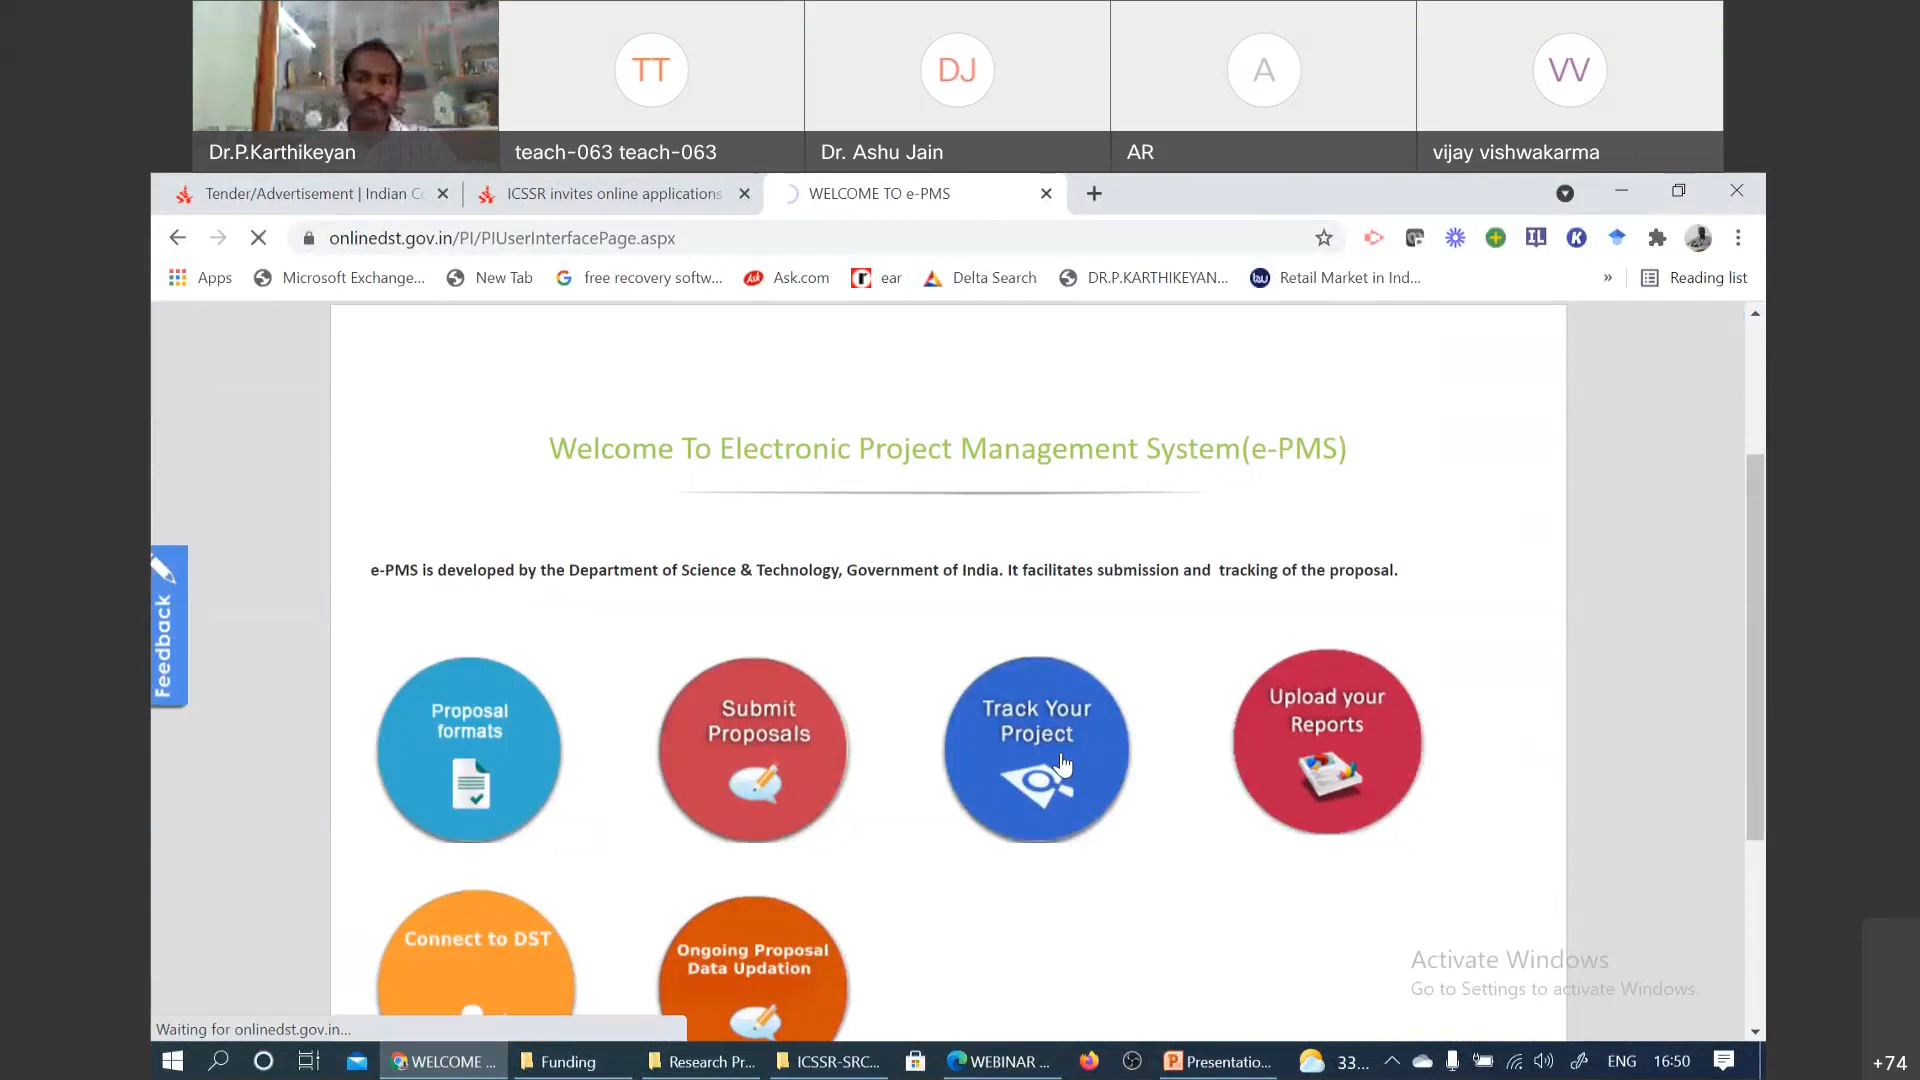 TT
DJ
A
VV
Dr.P.Karthikeyan
teach-063 teach-063
Dr. Ashu Jain
AR
vijay vishwakarma
Tender/Advertisement | Indian C
ICSSR invites online applications
WELCOME TO e-PMS
onlinedst.gov.in/PI/PIUserInterfacePage.aspx
IL
K
Apps
Microsoft Exchange...
New Tab
free recovery softw...
Ask
Ask.com
ear
Delta Search
DR.P.KARTHIKEYAN...
Retail Market in Ind...
»
Reading list
Welcome To Electronic Project Management System(e-PMS)
e-PMS is developed by the Department of Science & Technology, Government of India. It facilitates submission and tracking of the proposal.
Feedback
Proposal
formats
Submit
Proposals
Track Your
Project
Upload your
Reports
Connect to DST
Ongoing Proposal
Data Updation
Activate Windows
Go to Settings to activate Windows.
Waiting for onlinedst.gov.in...
WELCOME ...
Funding
Research Pr...
ICSSR-SRC...
WEBINAR ...
Presentatio...
33...
ENG
16:50
+74